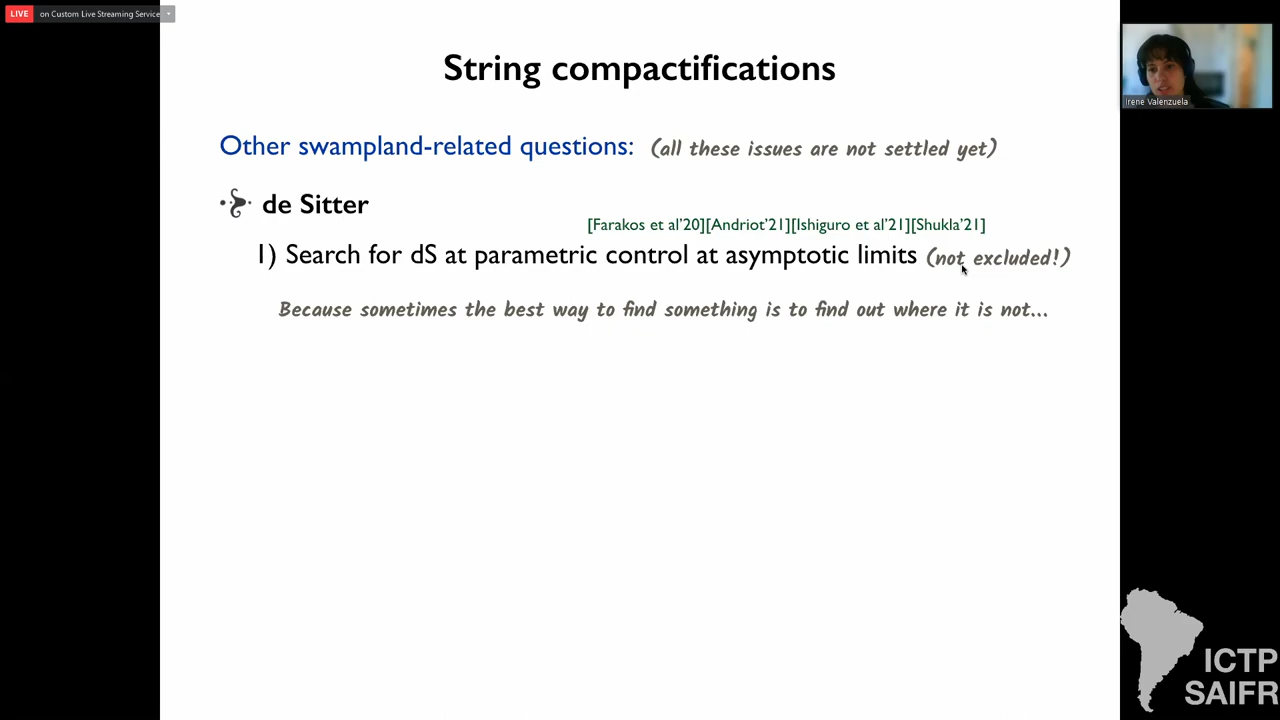 LIVE on Custom Live Streaming Service
String compactifications
Irene Valenzuela
Other swampland-related questions: (all these issues are not settled yet)
de Sitter
[Farakos et al’20][Andriot’21][Ishiguro et al’21][Shukla’21]
1) Search for dS at parametric control at asymptotic limits (not excluded!)
Because sometimes the best way to find something is to find out where it is not...
ICTP
SAIFR